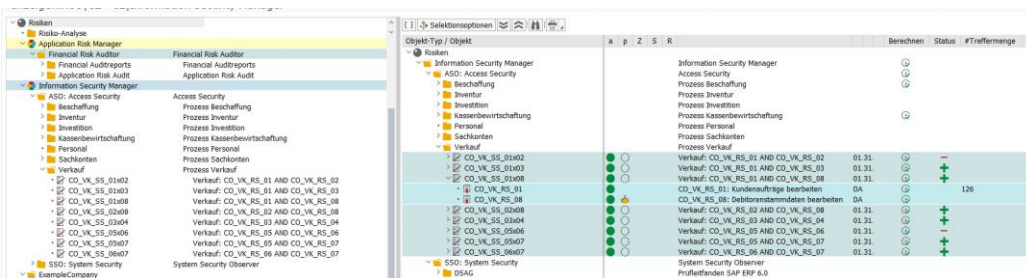 Risiken
Risiko-Analyse
Application Risk Manager
Financial Risk Auditor Financial Risk Auditor
Financial Auditreports Financial Auditreports
Application Risk Audit Application Risk Audit
Information Security Manager
ASO: Access Security Access Security
Beschaffung Prozess Beschaffung
Inventur Prozess Inventur
Investition Prozess Investition
Kassenbewirtschaftung Prozess Kassenbewirtschaftung
Personal Prozess Personal
Sachkonten Prozess Sachkonten
Verkauf Prozess Verkauf
CO_VK_SS_01x02 Verkauf: CO_VK_RS_01 AND CO_VK_RS_02
CO_VK_SS_01x03 Verkauf: CO_VK_RS_01 AND CO_VK_RS_03
CO_VK_SS_01x08 Verkauf: CO_VK_RS_01 AND CO_VK_RS_08
CO_VK_SS_02x08 Verkauf: CO_VK_RS_02 AND CO_VK_RS_08
CO_VK_SS_03x04 Verkauf: CO_VK_RS_03 AND CO_VK_RS_04
CO_VK_SS_05x06 Verkauf: CO_VK_RS_05 AND CO_VK_RS_06
CO_VK_SS_05x07 Verkauf: CO_VK_RS_05 AND CO_VK_RS_07
CO_VK_SS_06x07 Verkauf: CO_VK_RS_06 AND CO_VK_RS_07
SSO: System Security System Security Observer
ExampleCompany
Selektionsoptionen
Objekt-Typ / Objekt a p Z S R Berechnen Status #Treffermenge
Risiken
Information Security Manager Information Security Manager
ASO: Access Security Access Security
Beschaffung Prozess Beschaffung
Inventur Prozess Inventur
Investition Prozess Investition
Kassenbewirtschaftung Prozess Kassenbewirtschaftung
Personal Prozess Personal
Sachkonten Prozess Sachkonten
Verkauf Prozess Verkauf
CO_VK_SS_01x02 Verkauf: CO_VK_RS_01 AND CO_VK_RS_02 01.31.
CO_VK_SS_01x03 Verkauf: CO_VK_RS_01 AND CO_VK_RS_03 01.31.
CO_VK_SS_01x08 Verkauf: CO_VK_RS_01 AND CO_VK_RS_08 01.31.
CO_VK_RS_01 CO_VK_RS_01: Kundenaufträge bearbeiten DA 126
CO_VK_RS_08 CO_VK_RS_08: Debitorenstammdaten bearbeiten DA
CO_VK_SS_02x08 Verkauf: CO_VK_RS_02 AND CO_VK_RS_08 01.31.
CO_VK_SS_03x04 Verkauf: CO_VK_RS_03 AND CO_VK_RS_04 01.31.
CO_VK_SS_05x06 Verkauf: CO_VK_RS_05 AND CO_VK_RS_06 01.31.
CO_VK_SS_05x07 Verkauf: CO_VK_RS_05 AND CO_VK_RS_07 01.31.
CO_VK_SS_06x07 Verkauf: CO_VK_RS_06 AND CO_VK_RS_07 01.31.
SSO: System Security System Security Observer
DSAG Prüfleitfanden SAP ERP 6.0